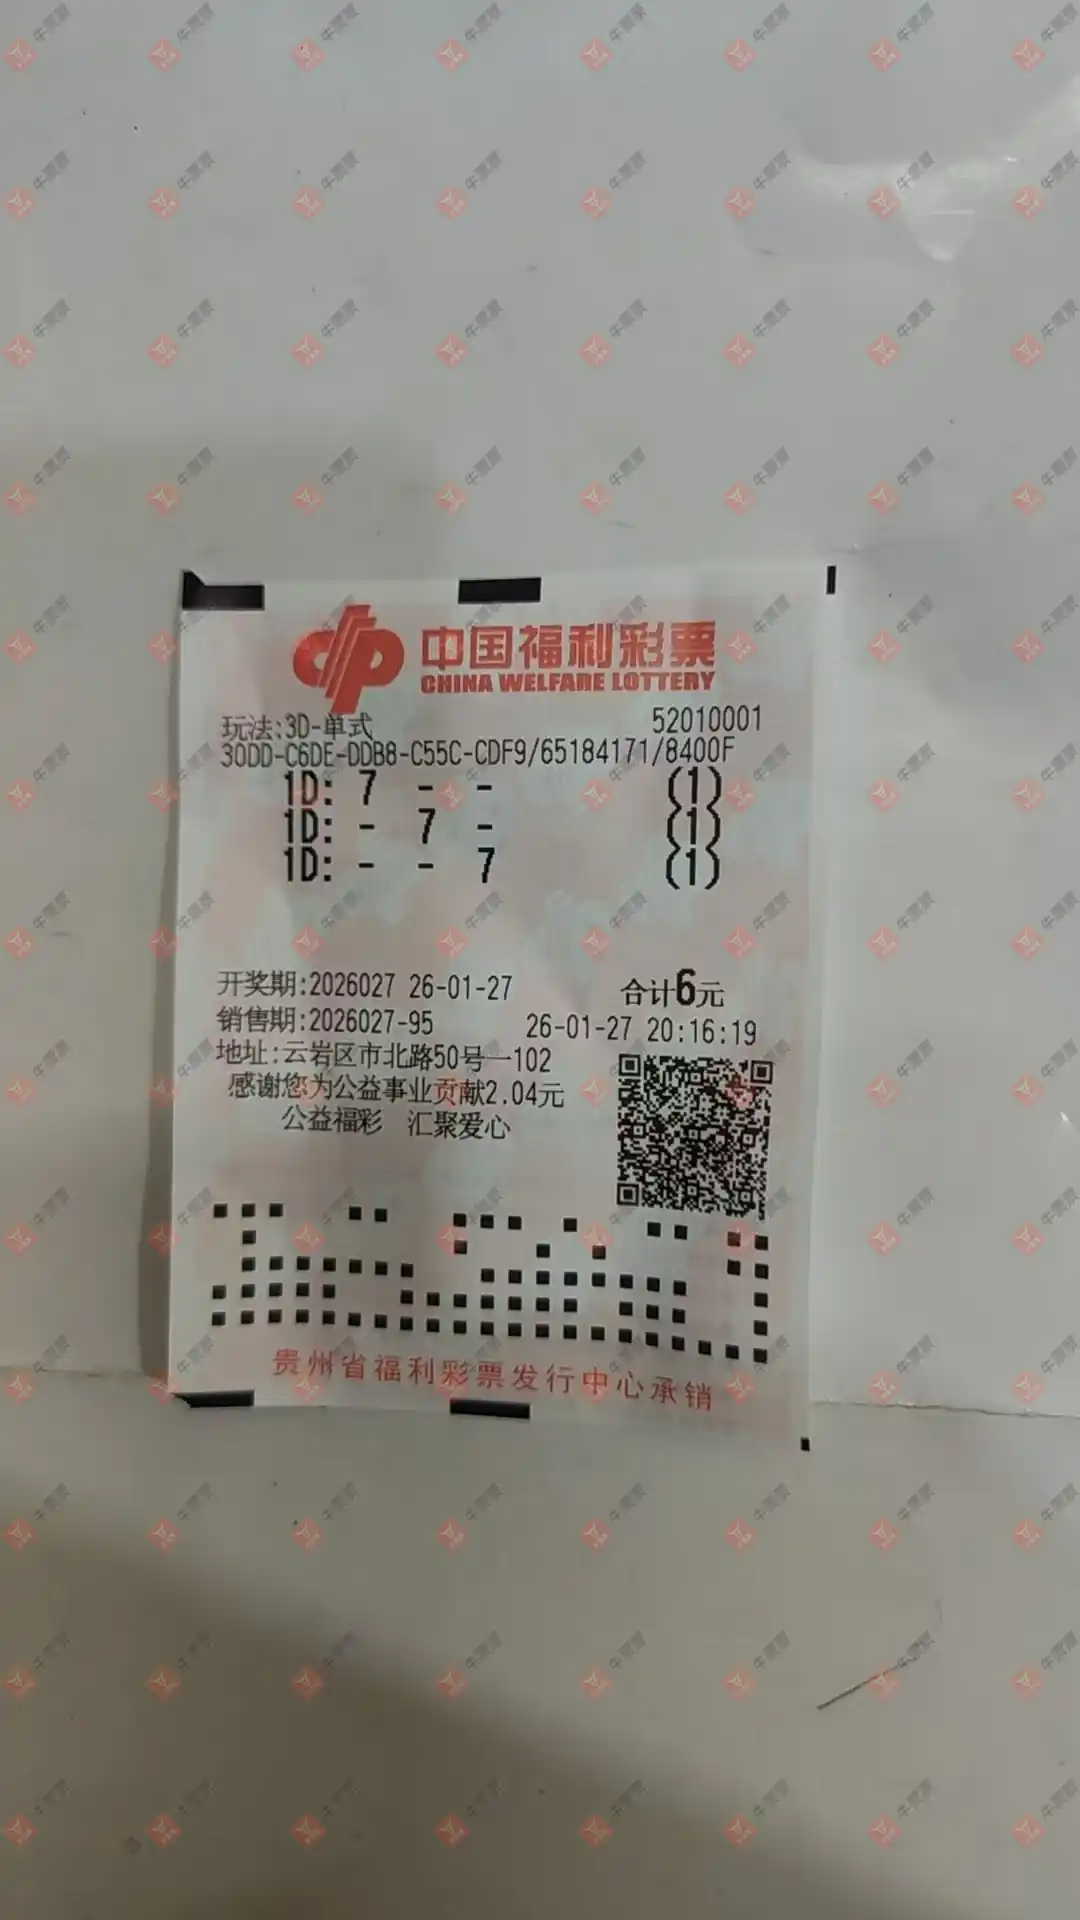 中国福利彩票
CHINA WELFARE LOTTERY
玩法:3D-单式 52010001
30DD-C6DE-DDB8-C55C-CDF9/65184171/8400F
1D: 7 - - (1)
1D: - 7 - (1)
1D: - - 7 (1)
开奖期:2026027 26-01-27 合计6元
销售期:2026027-95 26-01-27 20:16:19
地址:云岩区市北路50号一102
感谢您为公益事业贡献2.04元
公益福彩 汇聚爱心
贵州省福利彩票发行中心承销